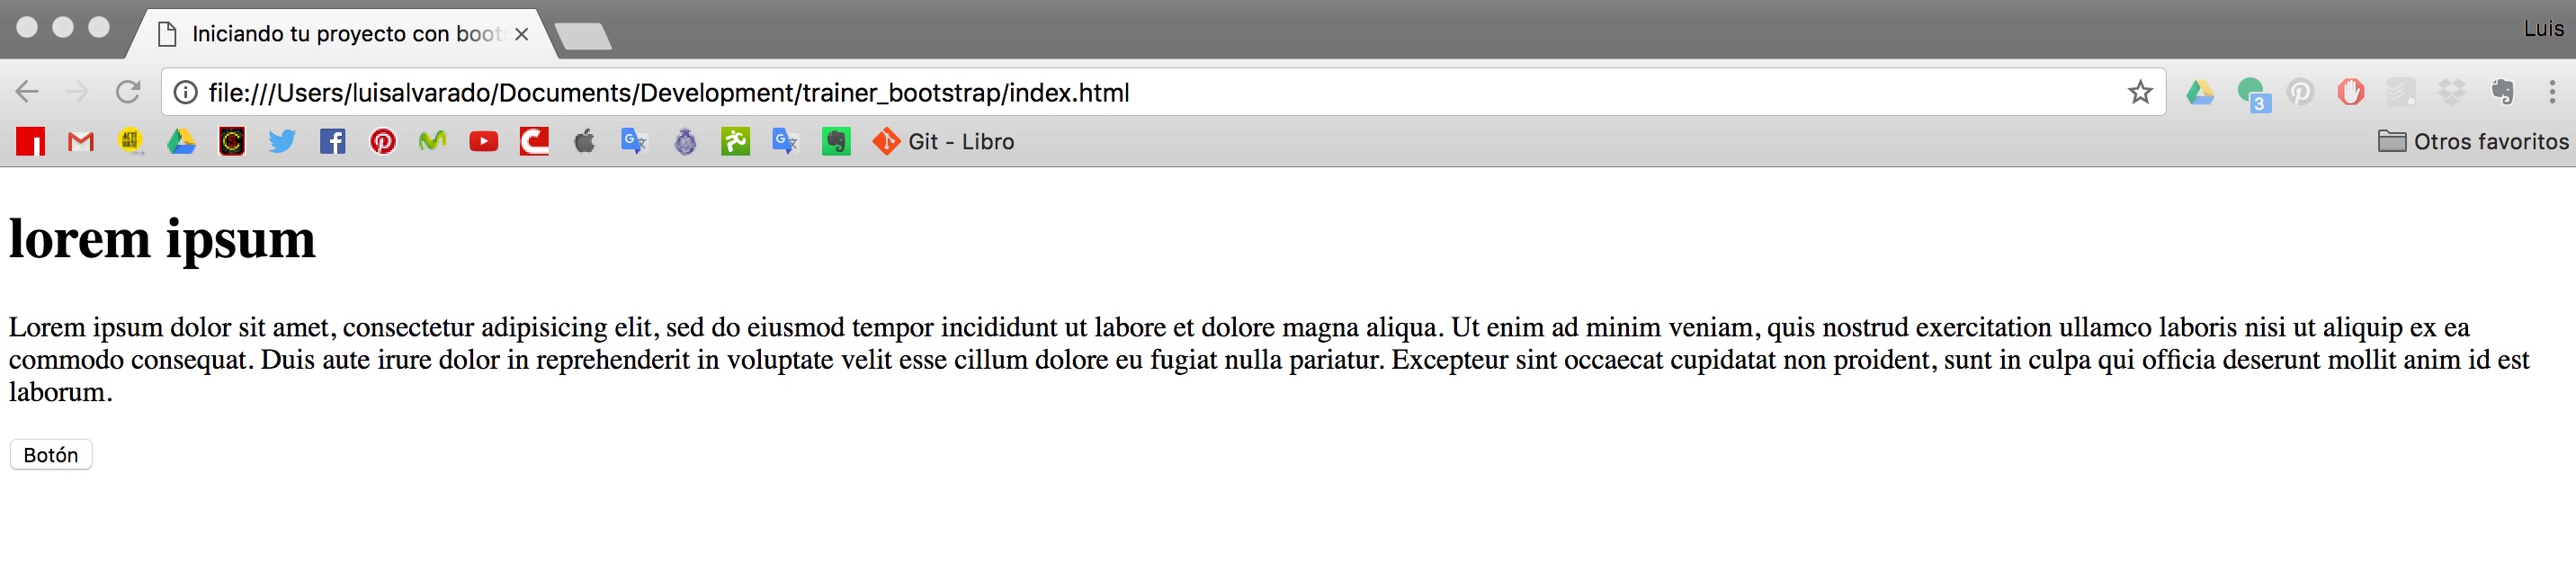 Iniciando tu proyecto con boot
Luis
file:///Users/luisalvarado/Documents/Development/trainer_bootstrap/index.html
3
Git - Libro
Otros favoritos
lorem ipsum
Lorem ipsum dolor sit amet, consectetur adipisicing elit, sed do eiusmod tempor incididunt ut labore et dolore magna aliqua. Ut enim ad minim veniam, quis nostrud exercitation ullamco laboris nisi ut aliquip ex ea
commodo consequat. Duis aute irure dolor in reprehenderit in voluptate velit esse cillum dolore eu fugiat nulla pariatur. Excepteur sint occaecat cupidatat non proident, sunt in culpa qui officia deserunt mollit anim id est
laborum.
Botón